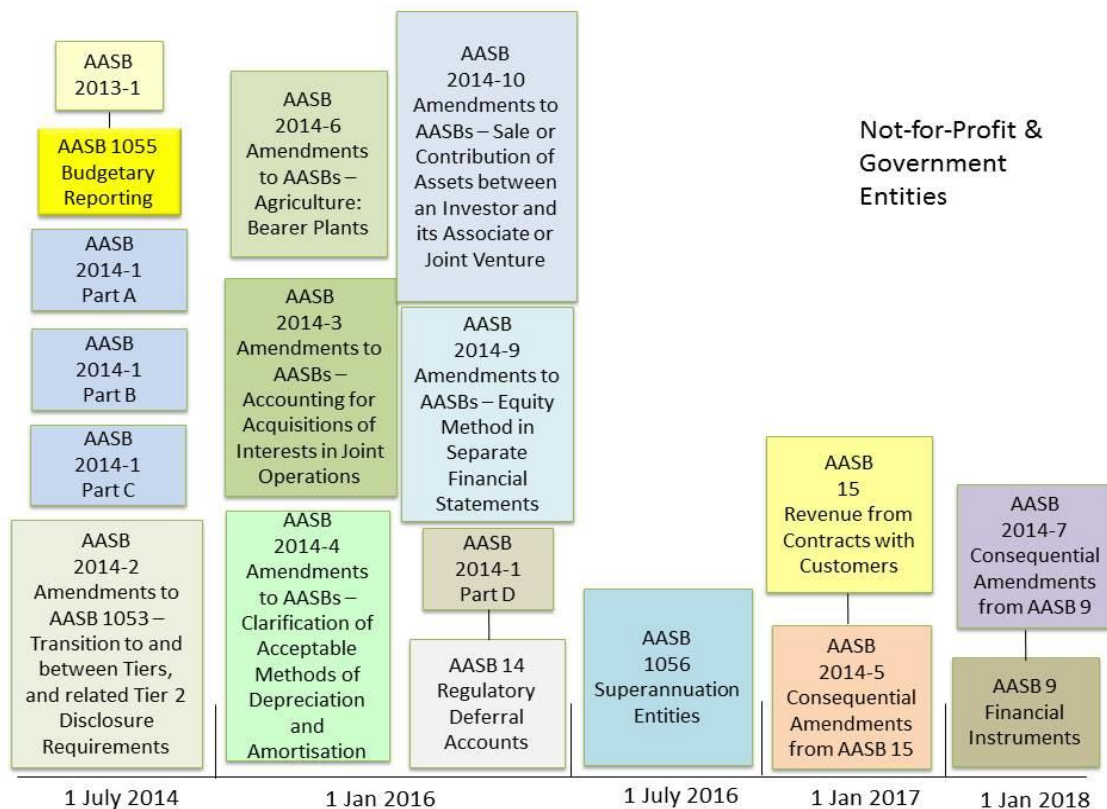 AASB
2013-1
AASB 1055
Budgetary
Reporting
AASB
2014-1
Part A
AASB
2014-1
Part B
AASB
2014-1
Part C
AASB
2014-2
Amendments to
AASB 1053 –
Transition to and
between Tiers,
and related Tier 2
Disclosure
Requirements
AASB
2014-6
Amendments
to AASBs –
Agriculture:
Bearer Plants
AASB
2014-3
Amendments to
AASBs –
Accounting for
Acquisitions of
Interests in Joint
Operations
AASB
2014-4
Amendments
to AASBs –
Clarification of
Acceptable
Methods of
Depreciation
and
Amortisation
AASB
2014-10
Amendments to
AASBs – Sale or
Contribution of
Assets between
an Investor and
its Associate or
Joint Venture
AASB
2014-9
Amendments to
AASBs – Equity
Method in
Separate
Financial
Statements
AASB
2014-1
Part D
AASB 14
Regulatory
Deferral
Accounts
Not-for-Profit &
Government
Entities
AASB
1056
Superannuation
Entities
AASB
15
Revenue from
Contracts with
Customers
AASB
2014-5
Consequential
Amendments
from AASB 15
AASB
2014-7
Consequential
Amendments
from AASB 9
AASB 9
Financial
Instruments
1 July 2014
1 Jan 2016
1 July 2016
1 Jan 2017
1 Jan 2018